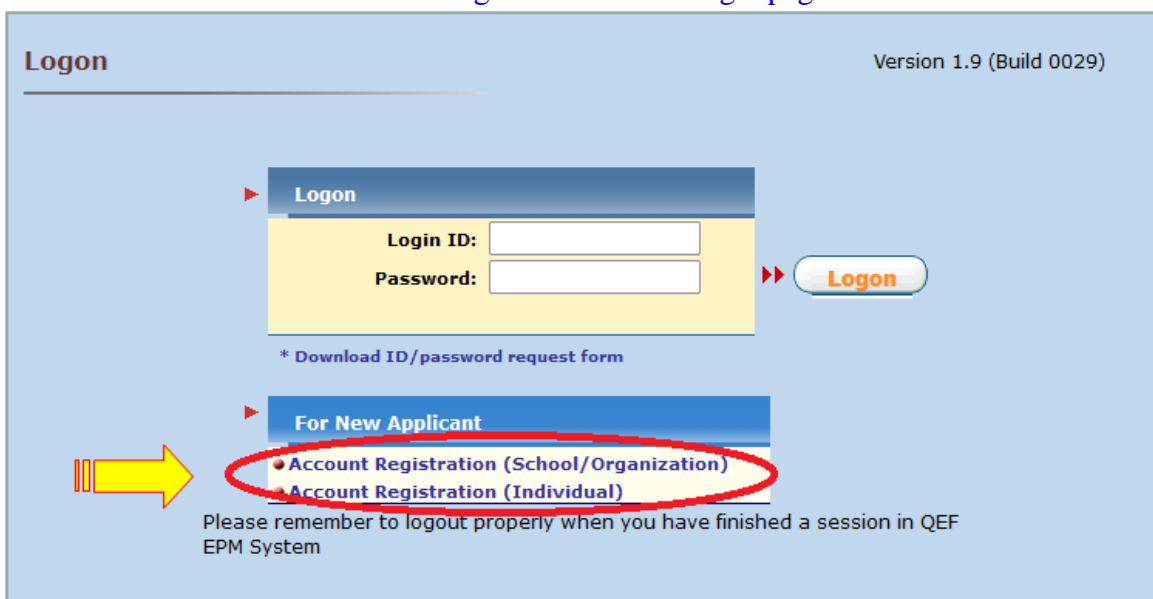 Logon
Version 1.9 (Build 0029)
Logon
Login ID:
Password:
Logon
* Download ID/password request form
For New Applicant
Account Registration (School/Organization)
Account Registration (Individual)
Please remember to logout properly when you have finished a session in QEF
EPM System